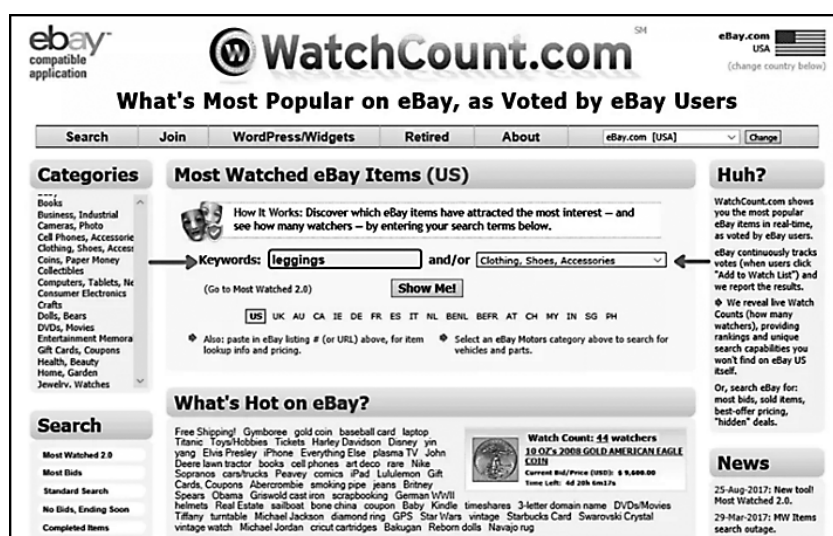 ebay™
compatible
application
WatchCount.com SM
eBay.com
USA
(change country below)
What's Most Popular on eBay, as Voted by eBay Users
Search Join WordPress/Widgets Retired About eBay.com [USA] Change
Categories
Books
Business, Industrial
Cameras, Photo
Cell Phones, Accessorie
Clothing, Shoes, Access
Coins, Paper Money
Collectibles
Computers, Tablets, Ne
Consumer Electronics
Crafts
Dolls, Bears
DVDs, Movies
Entertainment Memora
Gift Cards, Coupons
Health, Beauty
Home, Garden
Jewelry, Watches
Search
Most Watched 2.0
Most Bids
Standard Search
No Bids, Ending Soon
Completed Items
Most Watched eBay Items (US)
How It Works: Discover which eBay items have attracted the most interest — and
see how many watchers — by entering your search terms below.
Keywords: leggings and/or Clothing, Shoes, Accessories
(Go to Most Watched 2.0) Show Me!
US UK AU CA IE DE FR ES IT NL BENL BEFR AT CH MY IN SG PH
Also: paste in eBay listing # (or URL) above, for item
lookup info and pricing.
Select an eBay Motors category above to search for
vehicles and parts.
What's Hot on eBay?
Free Shipping! Gymboree gold coin baseball card laptop
Titanic Toys/Hobbies Tickets Harley Davidson Disney yin
yang Elvis Presley iPhone Everything Else plasma TV John
Deere lawn tractor books cell phones art deco rare Nike
Sopranos cars/trucks Peavey comics iPad Lululemon Gift
Cards, Coupons Abercrombie smoking pipe jeans Britney
Spears Obama Griswold cast iron scrapbooking German WWII
helmets Real Estate sailboat bone china coupon Baby Kindle timeshares 3-letter domain name DVDs/Movies
Tiffany turntable Michael Jackson diamond ring GPS Star Wars vintage Starbucks Card Swarovski Crystal
vintage watch Michael Jordan cricut cartridges Bakugan Reborn dolls Navajo rug
Watch Count: 44 watchers
10 OZ's 2008 GOLD AMERICAN EAGLE
COIN
Current Bid/Price (USD): $ 9,600.00
Time Left: 4d 20h 6m17s
Huh?
WatchCount.com shows
you the most popular
eBay items in real-time,
as voted by eBay users.
eBay continuously tracks
votes (when users click
"Add to Watch List") and
we report the results.
We reveal live Watch
Counts (how many
watchers), providing
rankings and unique
search capabilities you
won't find on eBay US
itself.
Or, search eBay for:
most bids, sold items,
best-offer pricing,
"hidden" deals.
News
25-Aug-2017: New tool!
Most Watched 2.0.
29-Mar-2017: MW Items
search outage.